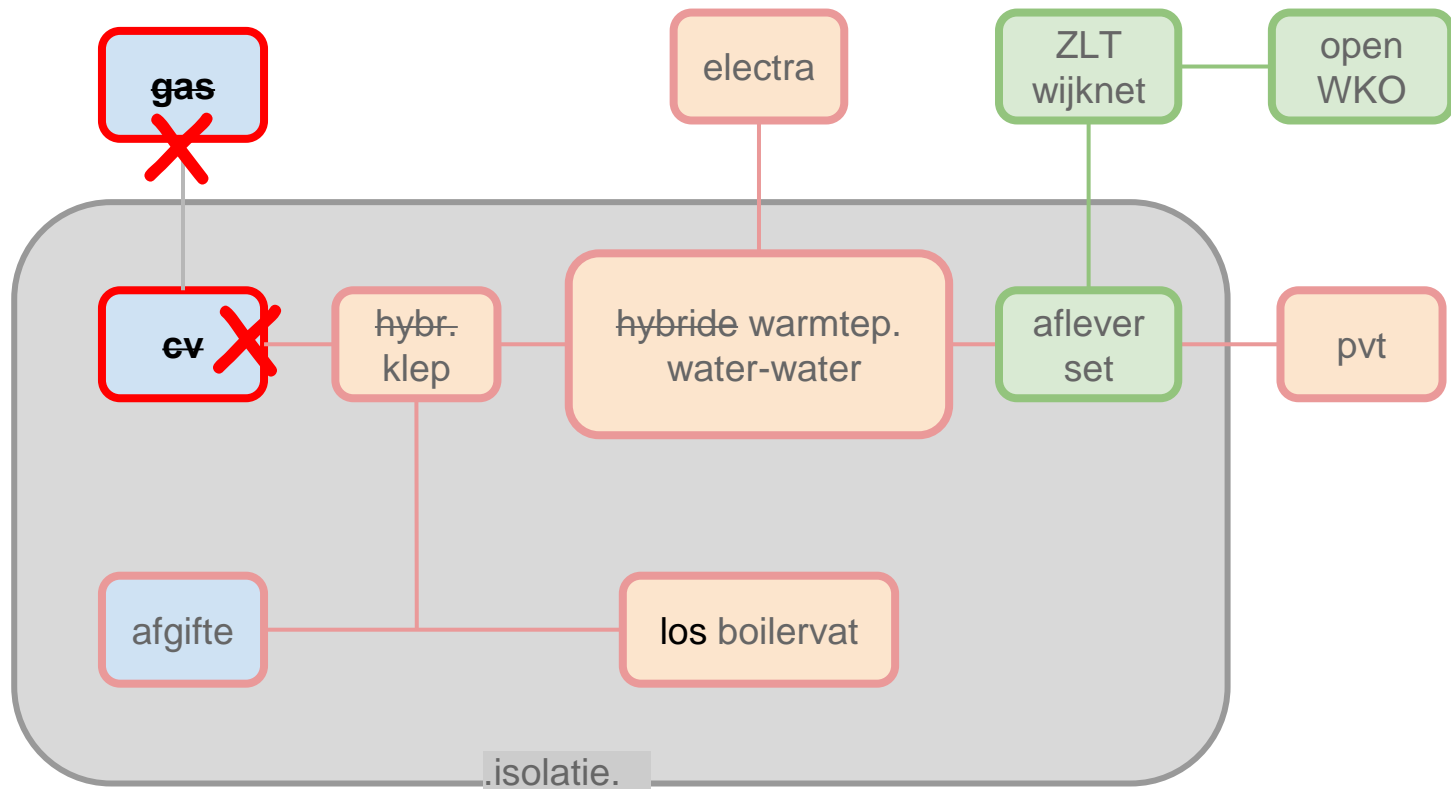 gas
electra
ZLT
wijknet
open
WKO
cv
hybr.
klep
hybride warmtep.
water-water
aflever
set
pvt
afgifte
los boilervat
.isolatie.